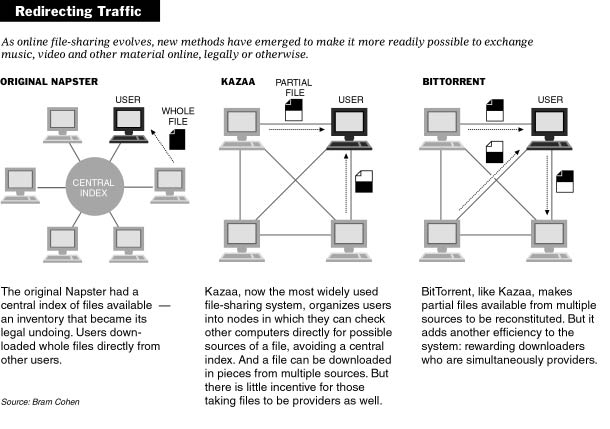 Redirecting Traffic
As online file-sharing evolves, new methods have emerged to make it more readily possible to exchange
music, video and other material online, legally or otherwise.
ORIGINAL NAPSTER
USER
WHOLE
FILE
CENTRAL
INDEX
The original Napster had a
central index of files available —
an inventory that became its
legal undoing. Users down-
loaded whole files directly from
other users.
KAZAA
PARTIAL
FILE
USER
Kazaa, now the most widely used
file-sharing system, organizes users
into nodes in which they can check
other computers directly for possible
sources of a file, avoiding a central
index. And a file can be downloaded
in pieces from multiple sources. But
there is little incentive for those
taking files to be providers as well.
BITTORRENT
USER
BitTorrent, like Kazaa, makes
partial files available from multiple
sources to be reconstituted. But it
adds another efficiency to the
system: rewarding downloaders
who are simultaneously providers.
Source: Bram Cohen